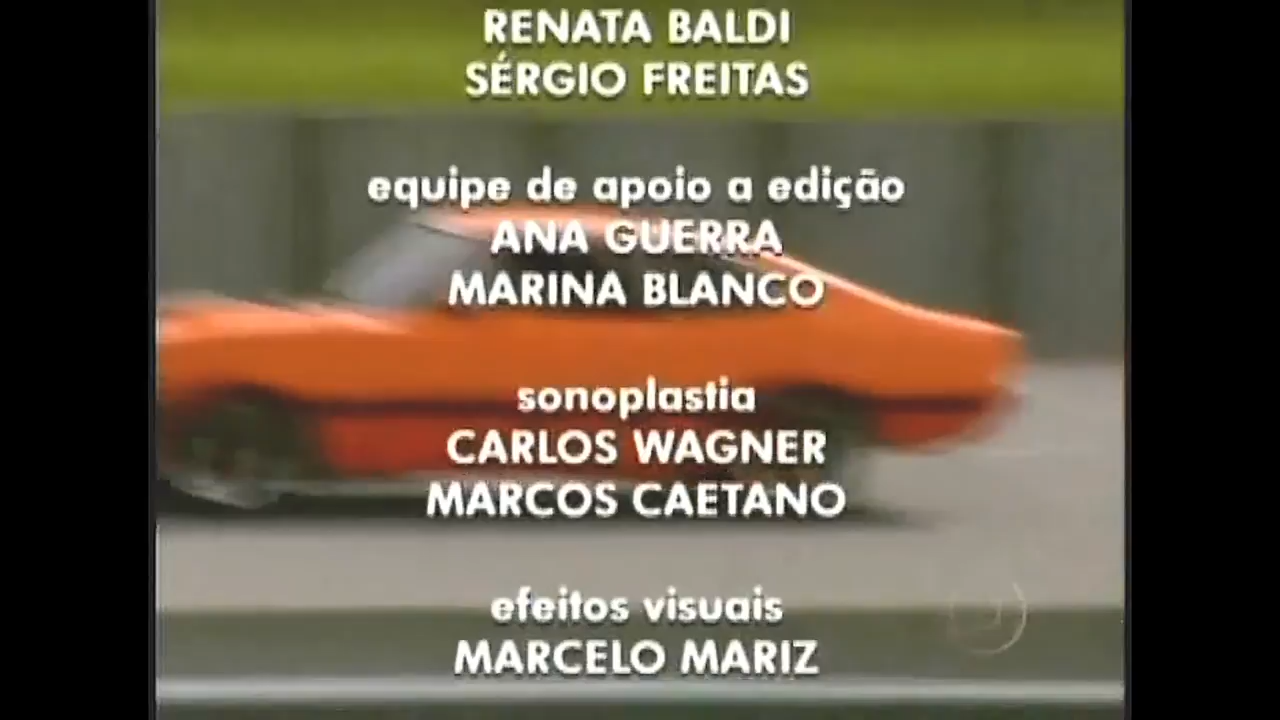 RENATA BALDI
SÉRGIO FREITAS
equipe de apoio a edição
ANA GUERRA
MARINA BLANCO
sonoplastia
CARLOS WAGNER
MARCOS CAETANO
efeitos visuais
MARCELO MARIZ